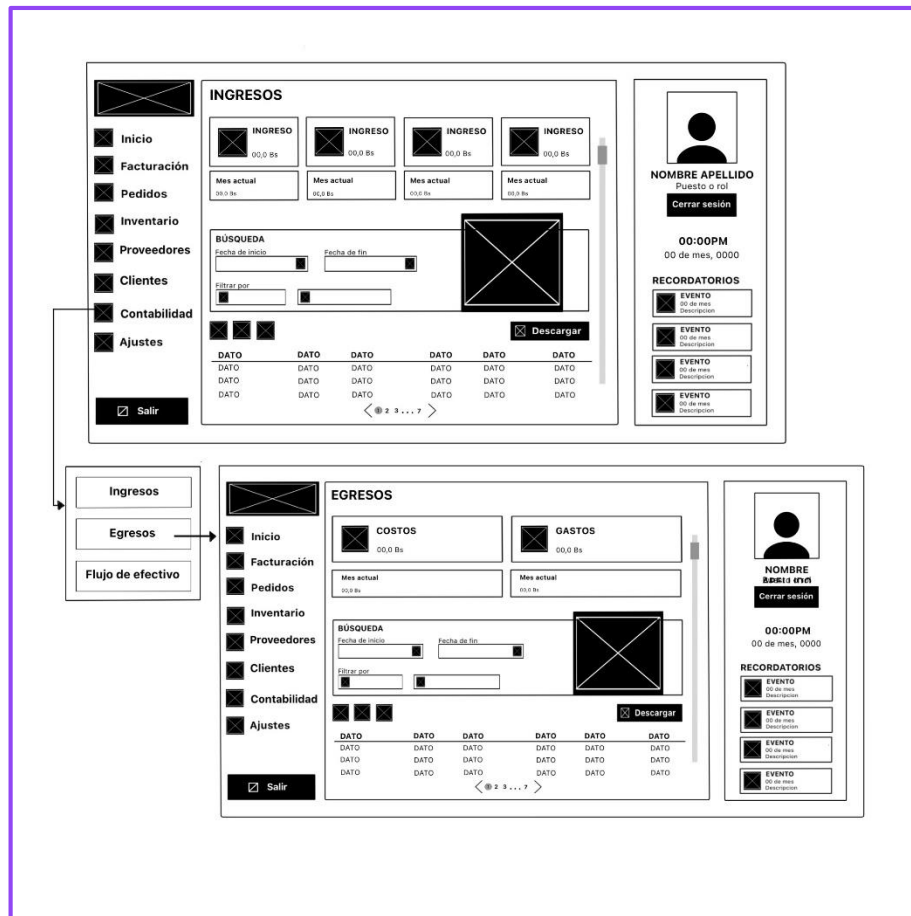 INGRESOS
INGRESO
00,0 Bs
INGRESO
00,0 Bs
INGRESO
00,0 Bs
INGRESO
00,0 Bs
Mes actual
00,0 Bs
Mes actual
00,0 Bs
Mes actual
00,0 Bs
Mes actual
00,0 Bs
Inicio
Facturación
Pedidos
Inventario
Proveedores
Clientes
Contabilidad
Ajustes
Salir
BÚSQUEDA
Fecha de inicio Fecha de fin
Filtrar por
Descargar
DATO DATO DATO DATO DATO DATO
DATO DATO DATO DATO DATO DATO
DATO DATO DATO DATO DATO DATO
DATO DATO DATO DATO DATO DATO
1 2 3 ... 7
NOMBRE APELLIDO
Puesto o rol
Cerrar sesión
00:00PM
00 de mes, 0000
RECORDATORIOS
EVENTO
00 de mes
Descripcion
EVENTO
00 de mes
Descripcion
EVENTO
00 de mes
Descripcion
EVENTO
00 de mes
Descripcion
Ingresos
Egresos
Flujo de efectivo
EGRESOS
COSTOS
00,0 Bs
GASTOS
00,0 Bs
Mes actual
00,0 Bs
Mes actual
00,0 Bs
Inicio
Facturación
Pedidos
Inventario
Proveedores
Clientes
Contabilidad
Ajustes
Salir
BÚSQUEDA
Fecha de inicio Fecha de fin
Filtrar por
Descargar
DATO DATO DATO DATO DATO DATO
DATO DATO DATO DATO DATO DATO
DATO DATO DATO DATO DATO DATO
DATO DATO DATO DATO DATO DATO
1 2 3 ... 7
NOMBRE
Cerrar sesión
00:00PM
00 de mes, 0000
RECORDATORIOS
EVENTO
00 de mes
Descripcion
EVENTO
00 de mes
Descripcion
EVENTO
00 de mes
Descripcion
EVENTO
00 de mes
Descripcion